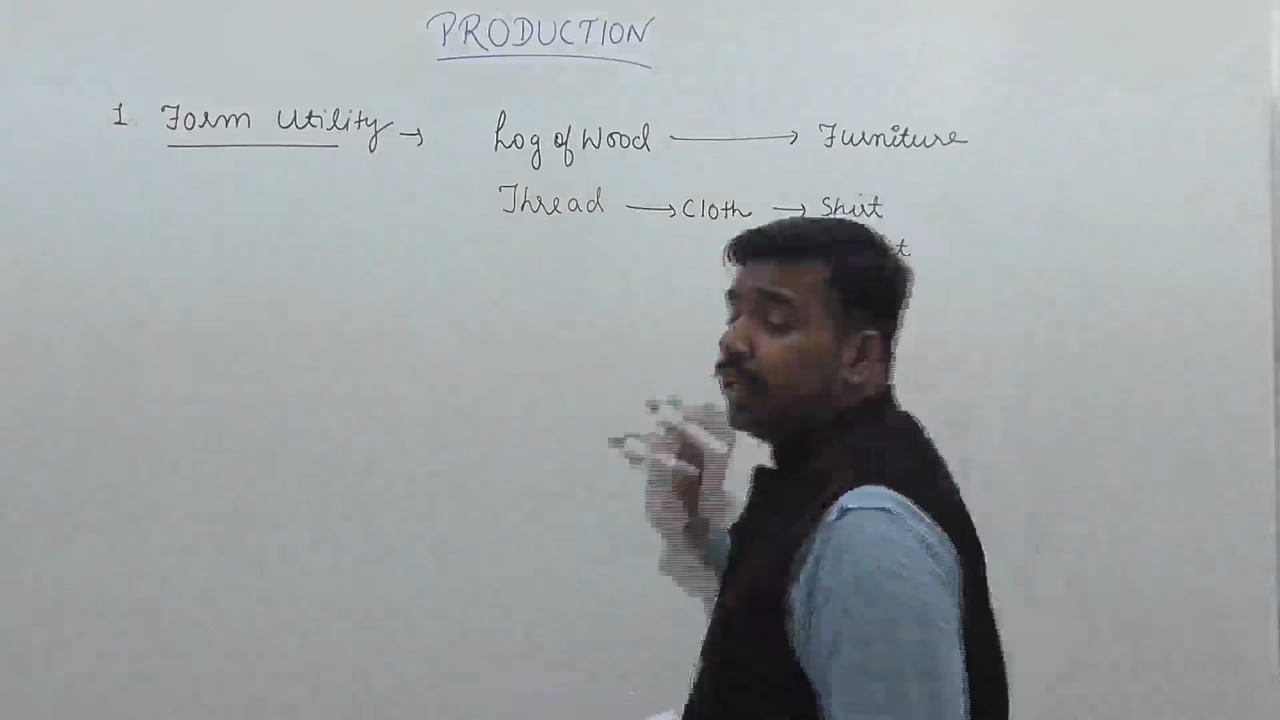 PRODUCTION
1. Form Utility → Log of Wood → Furniture
Thread → Cloth → Shirt